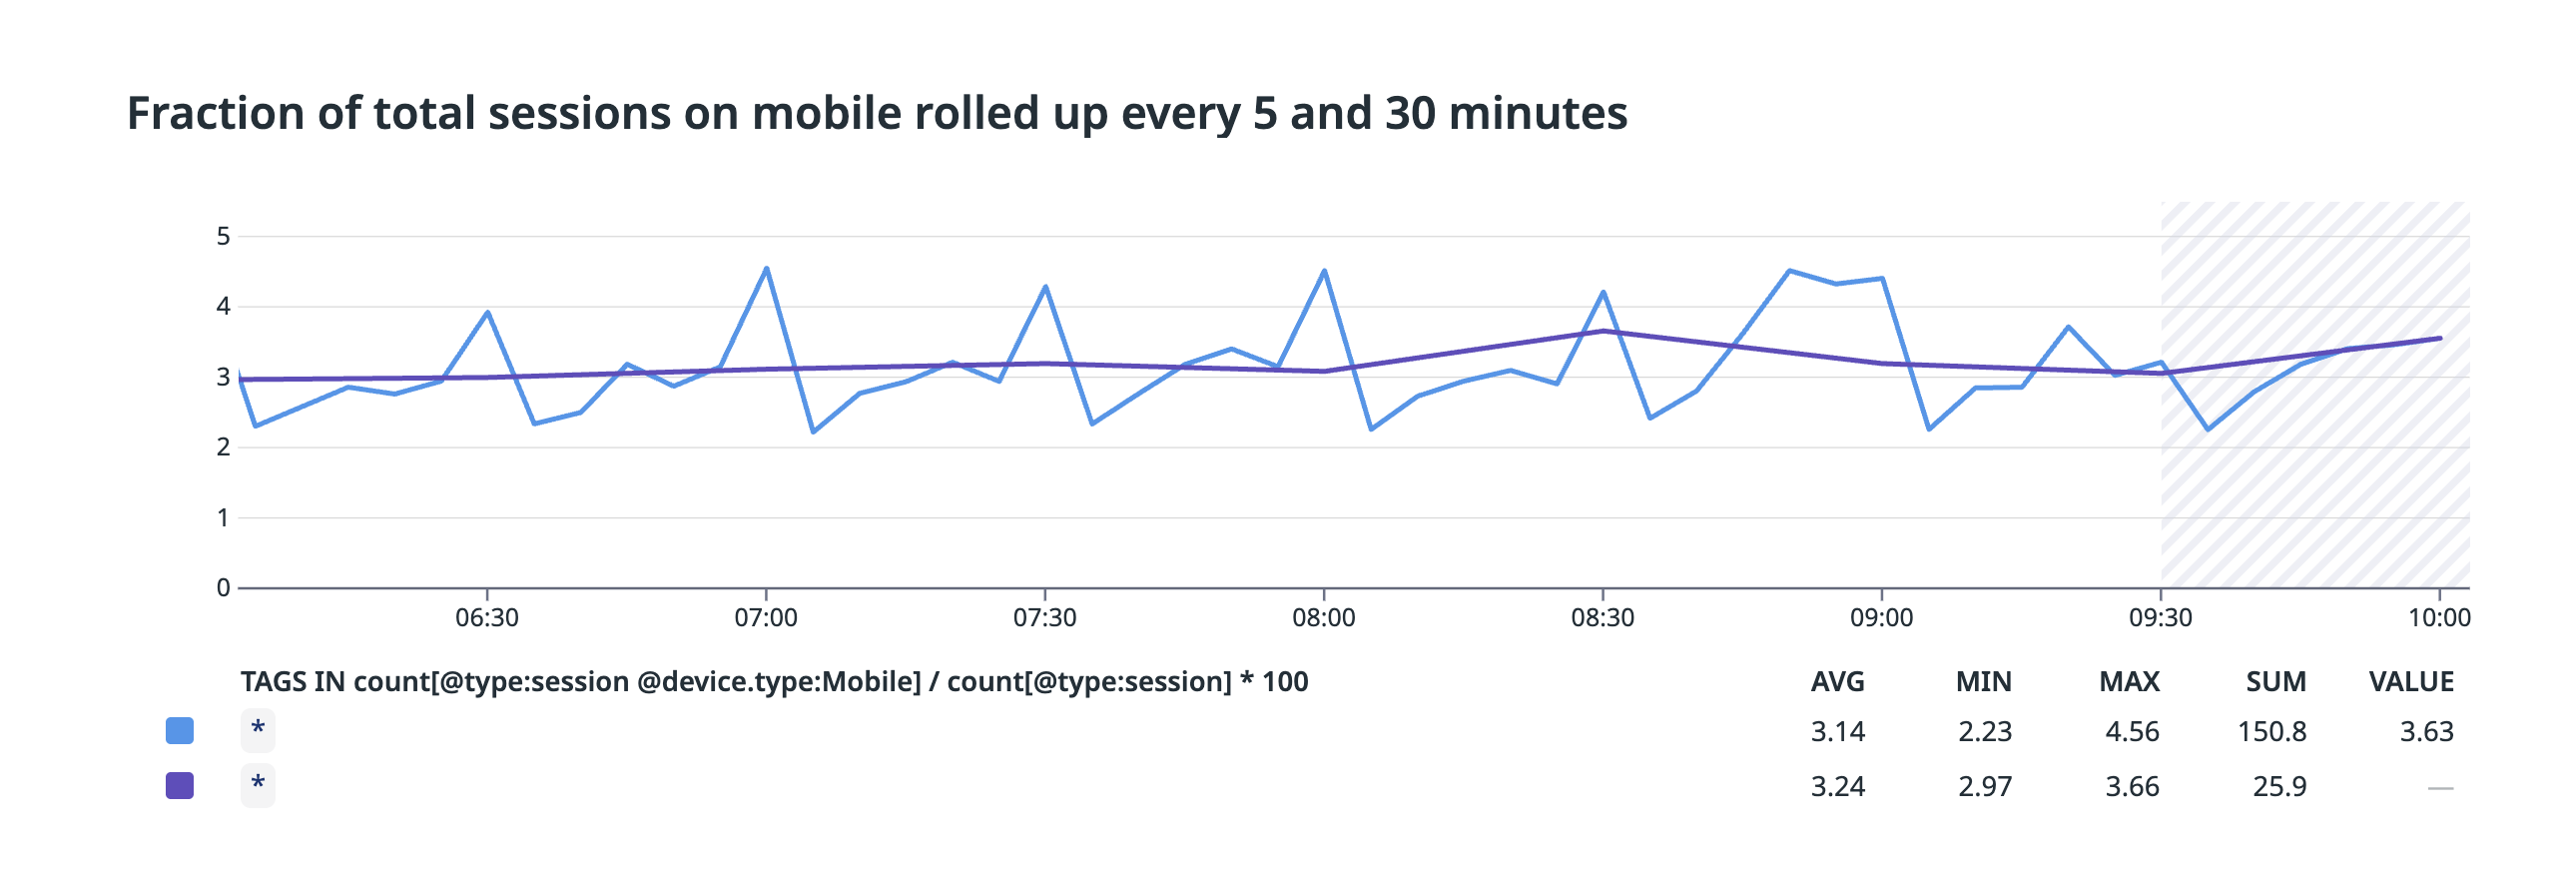 Fraction of total sessions on mobile rolled up every 5 and 30 minutes
5
4
3
2
1
0
06:30 07:00 07:30 08:00 08:30 09:00 09:30 10:00
TAGS IN count[@type:session @device.type:Mobile] / count[@type:session] * 100 AVG MIN MAX SUM VALUE
* 3.14 2.23 4.56 150.8 3.63
* 3.24 2.97 3.66 25.9 —